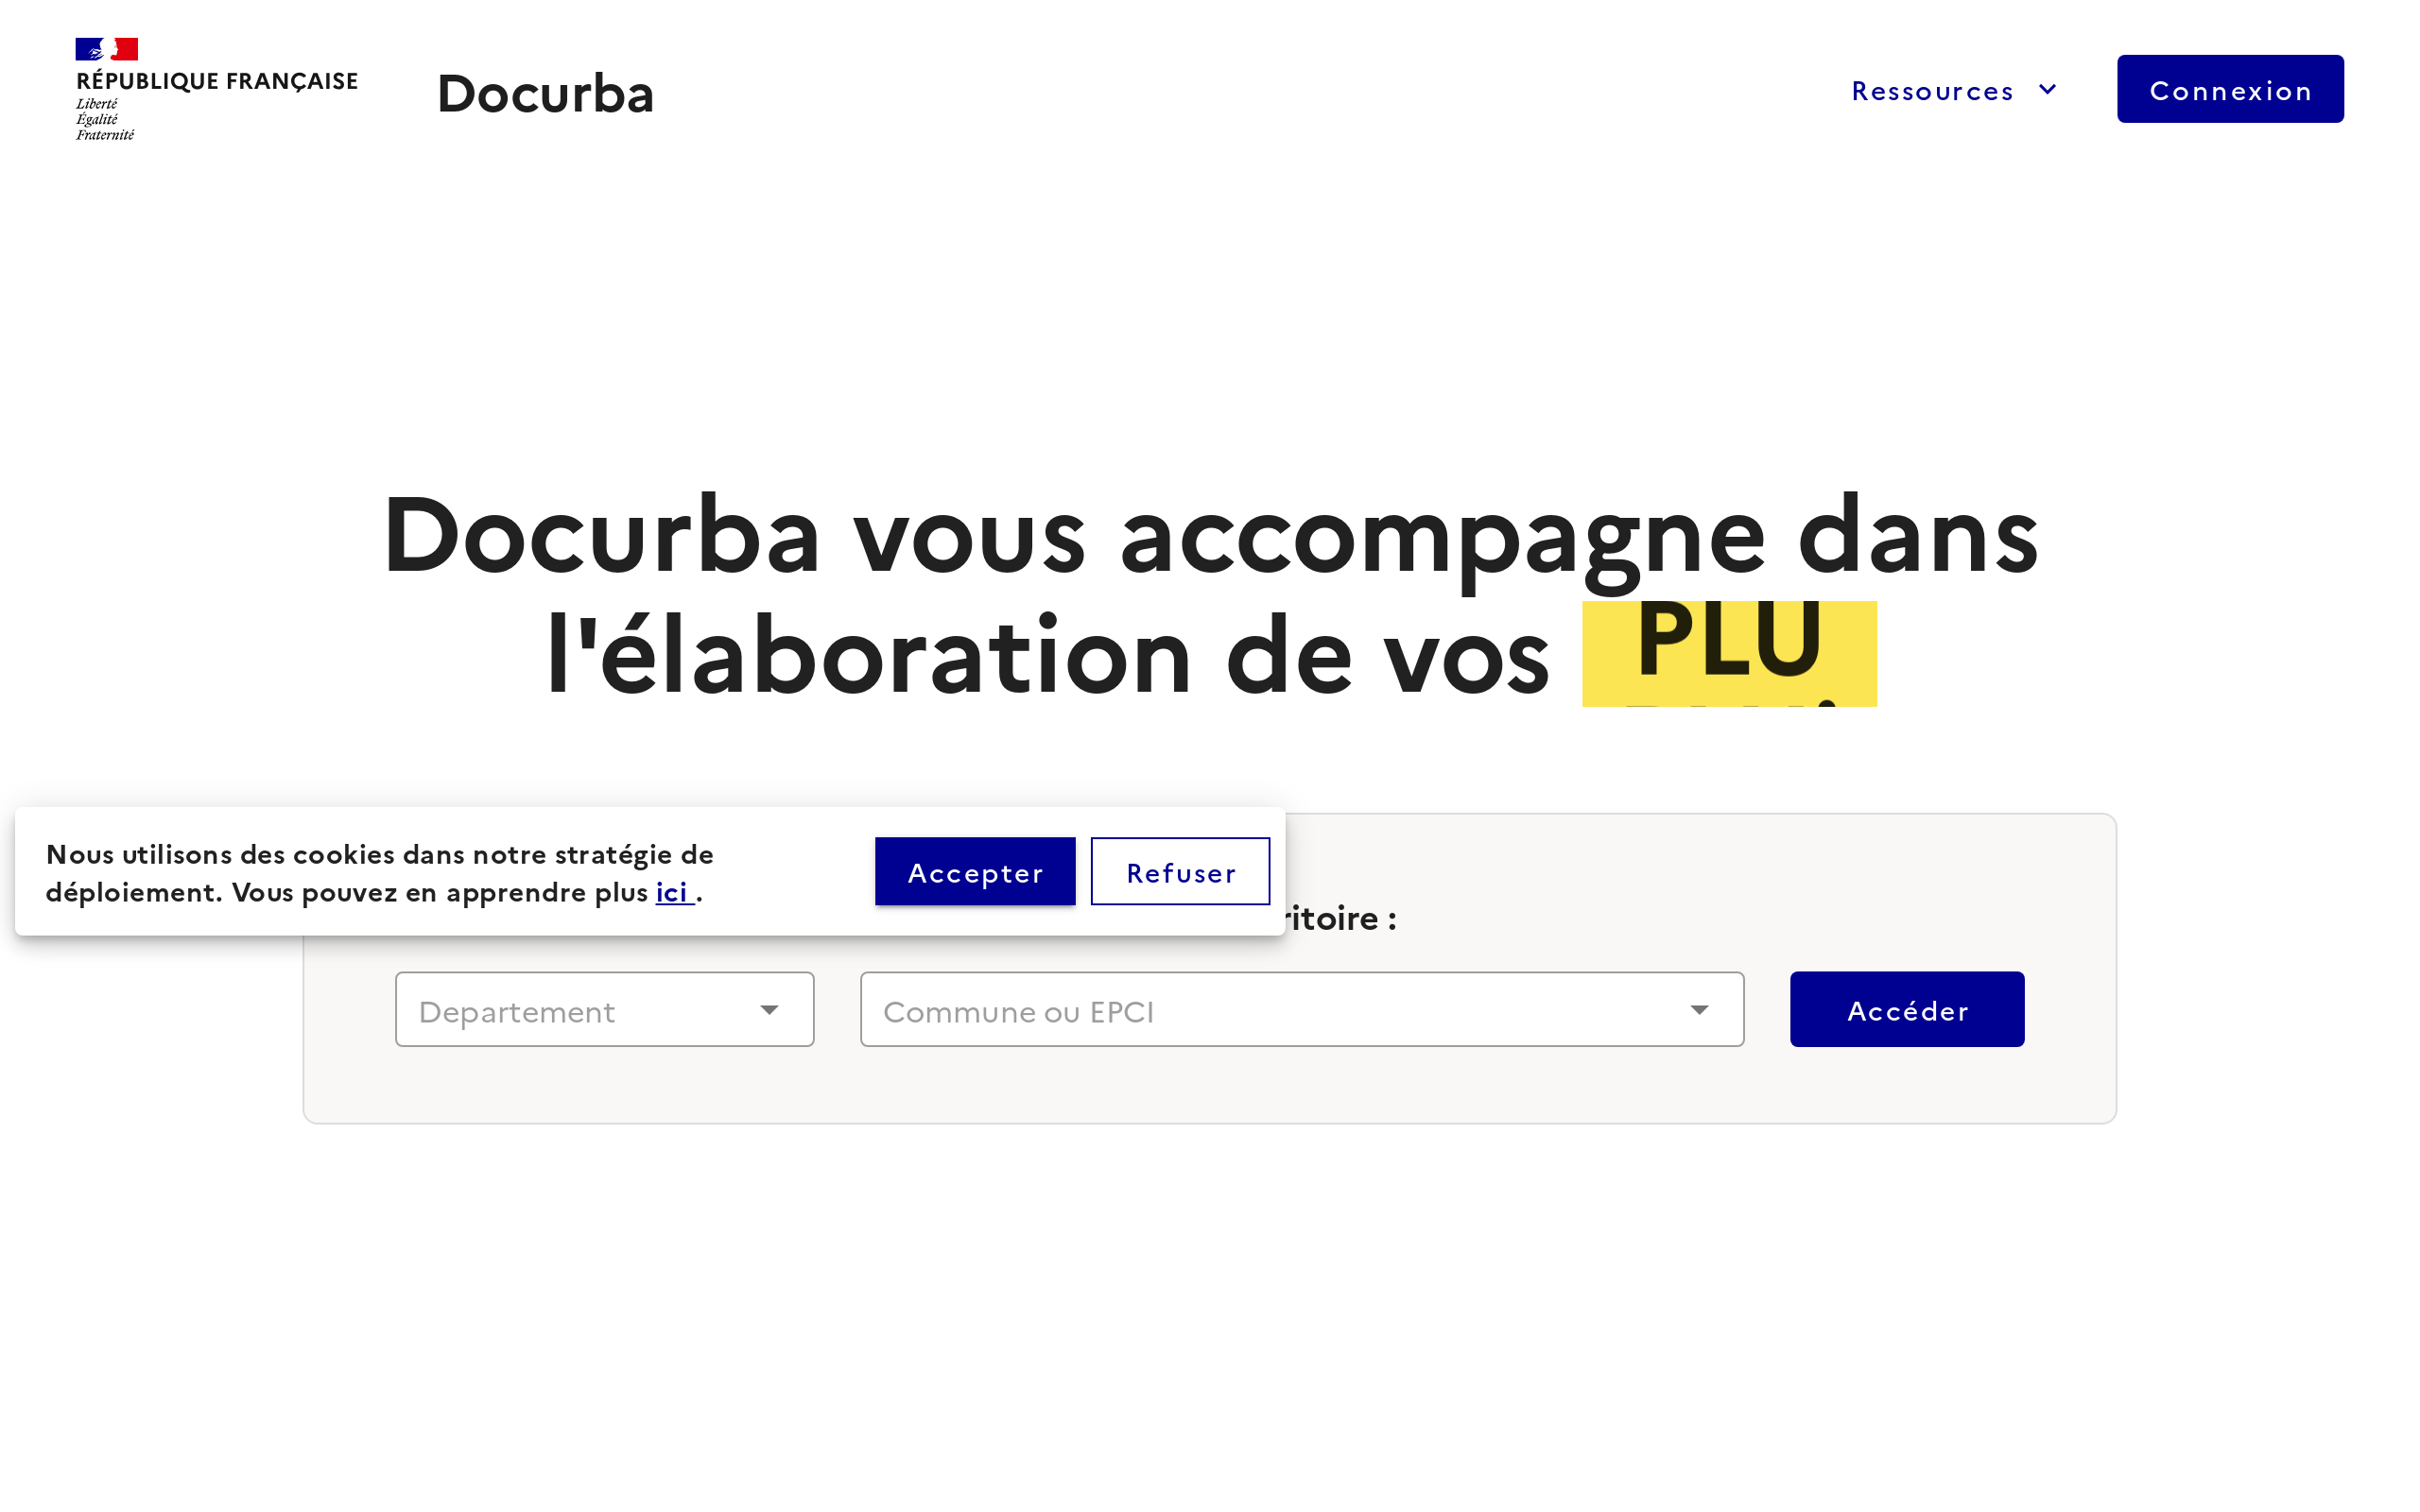 RÉPUBLIQUE FRANÇAISE
Liberté
Égalité
Fraternité
Docurba
Ressources
Connexion
Docurba vous accompagne dans
l'élaboration de vos PLU
Nous utilisons des cookies dans notre stratégie de
déploiement. Vous pouvez en apprendre plus ici .
Accepter
Refuser
ritoire :
Departement
Commune ou EPCI
Accéder